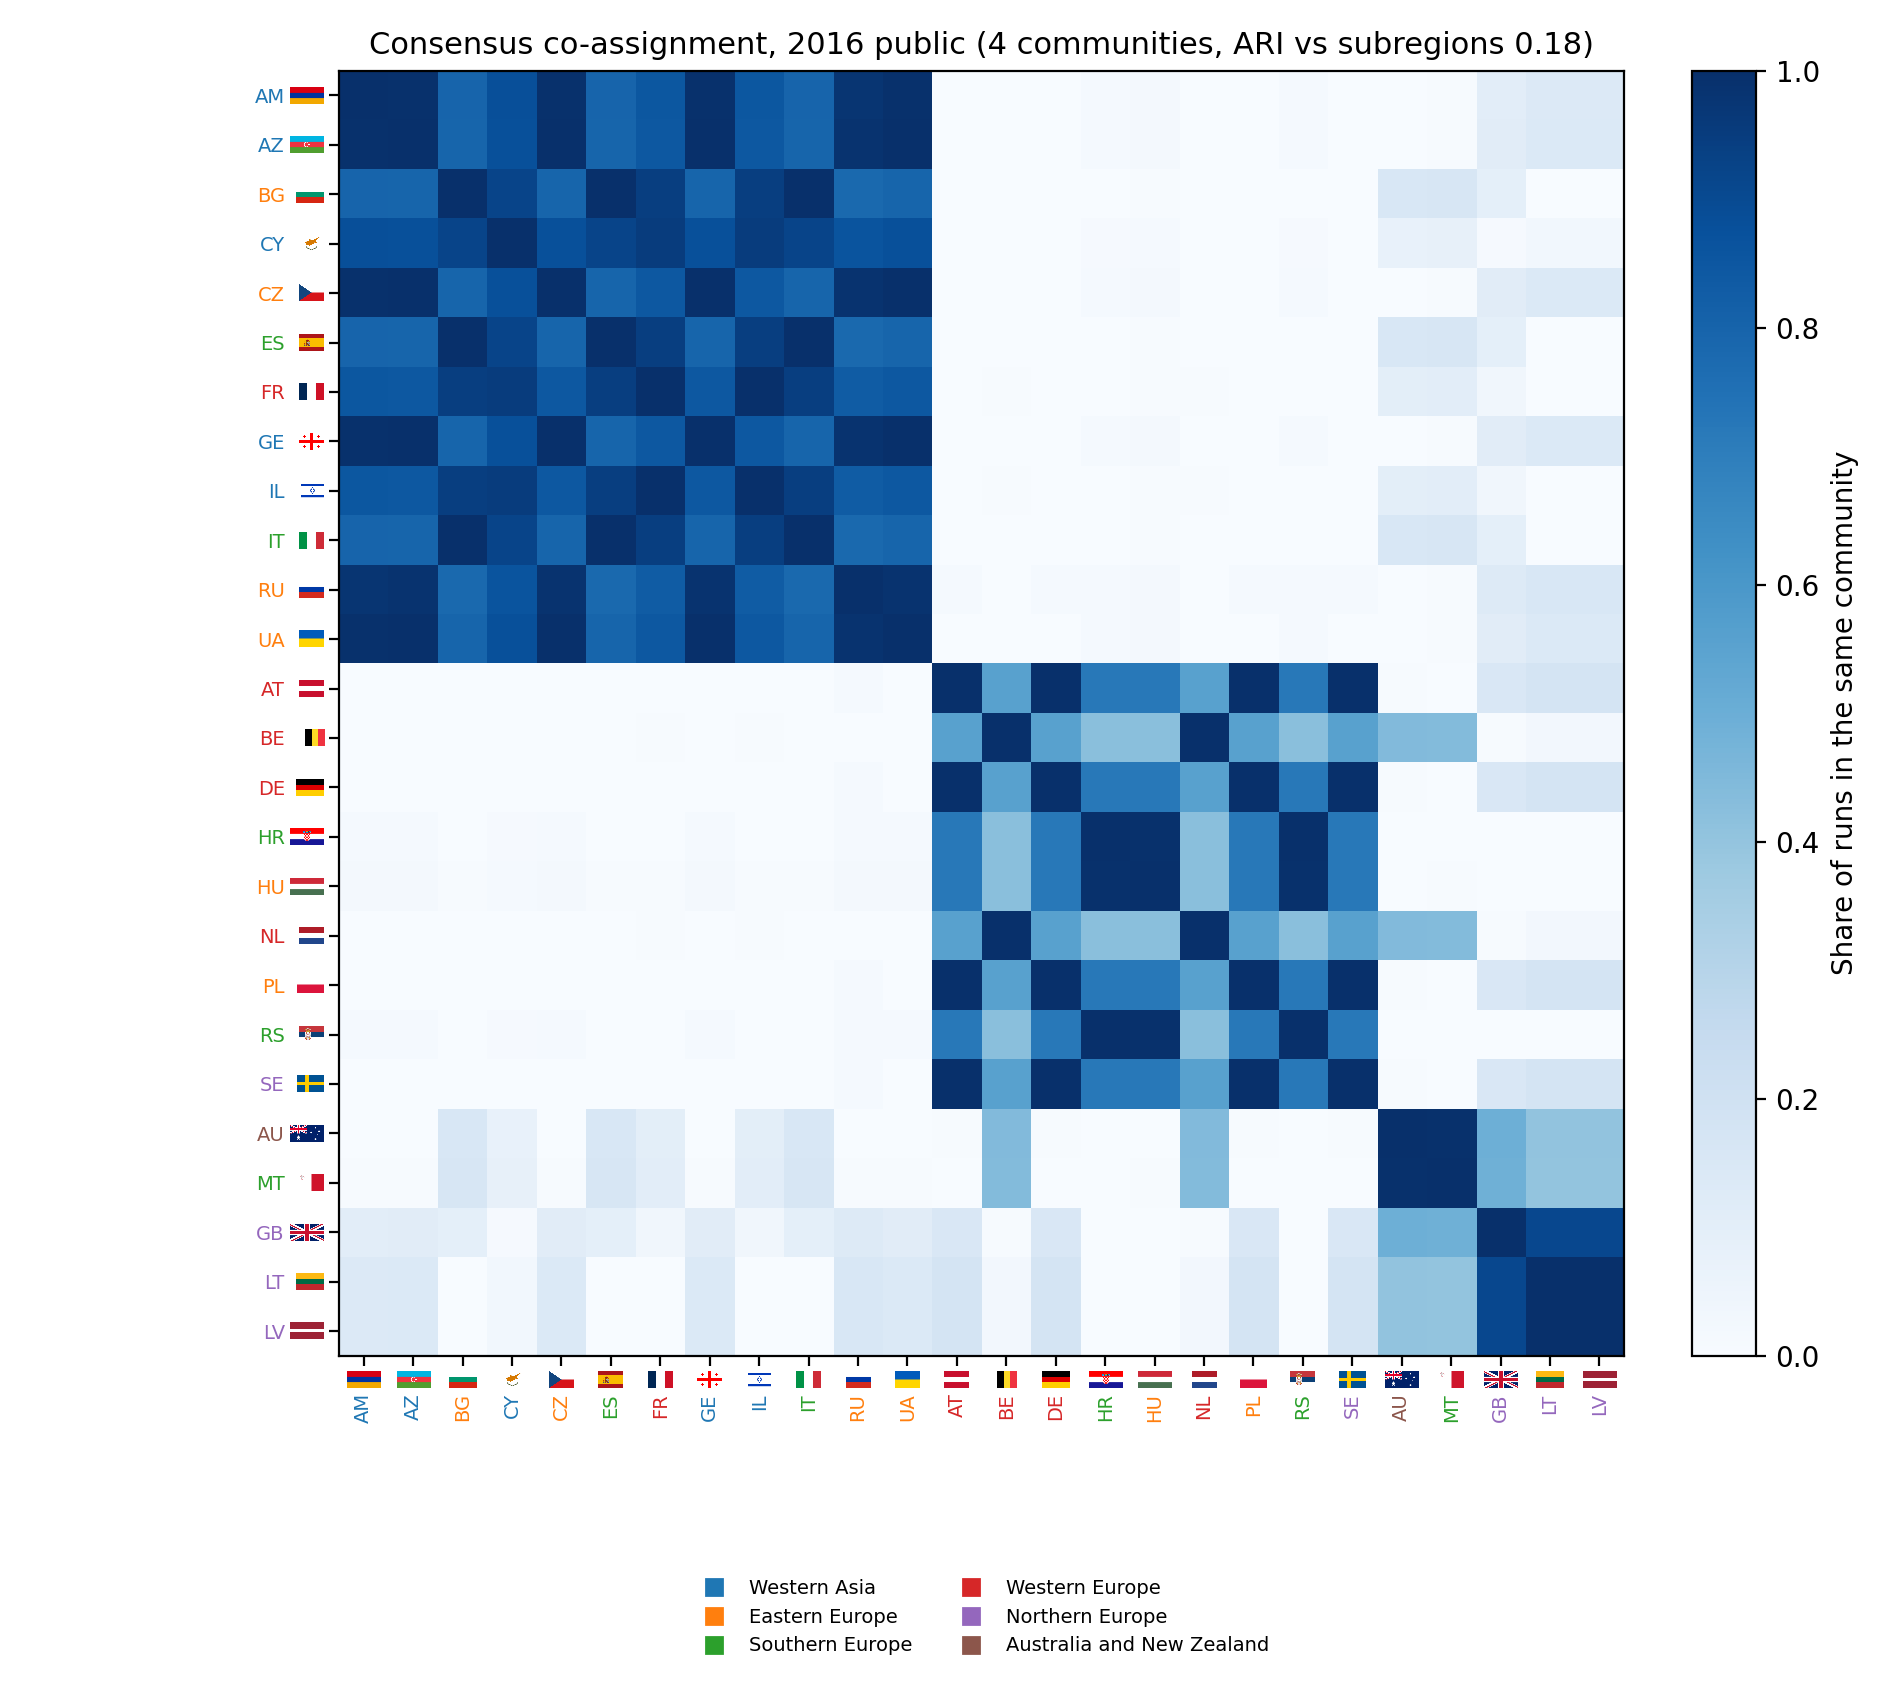 Consensus co-assignment, 2016 public (4 communities, ARI vs subregions 0.18)
AM
AZ
BG
CY
CZ
ES
FR
GE
IL
IT
RU
UA
AT
BE
DE
HR
HU
NL
PL
RS
SE
AU
MT
GB
LT
LV
AM AZ BG CY CZ ES FR GE IL IT RU UA AT BE DE HR HU NL PL RS SE AU MT GB LT LV
1.0
0.8
0.6
0.4
0.2
0.0
Share of runs in the same community
Western Asia
Eastern Europe
Southern Europe
Western Europe
Northern Europe
Australia and New Zealand